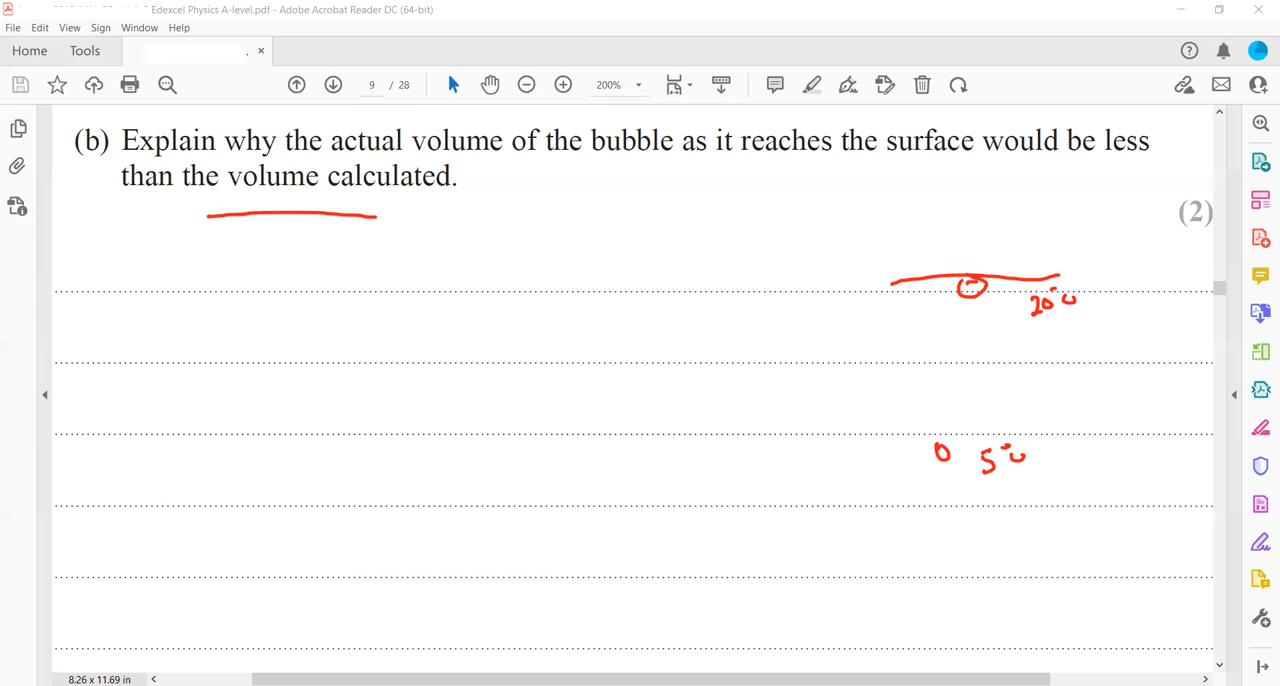 Edexcel Physics A-level.pdf - Adobe Acrobat Reader DC (64-bit)
File Edit View Sign Window Help
Home Tools
9 / 28 200%
(b) Explain why the actual volume of the bubble as it reaches the surface would be less
than the volume calculated.
(2)
20°
5°
8.26 x 11.69 in